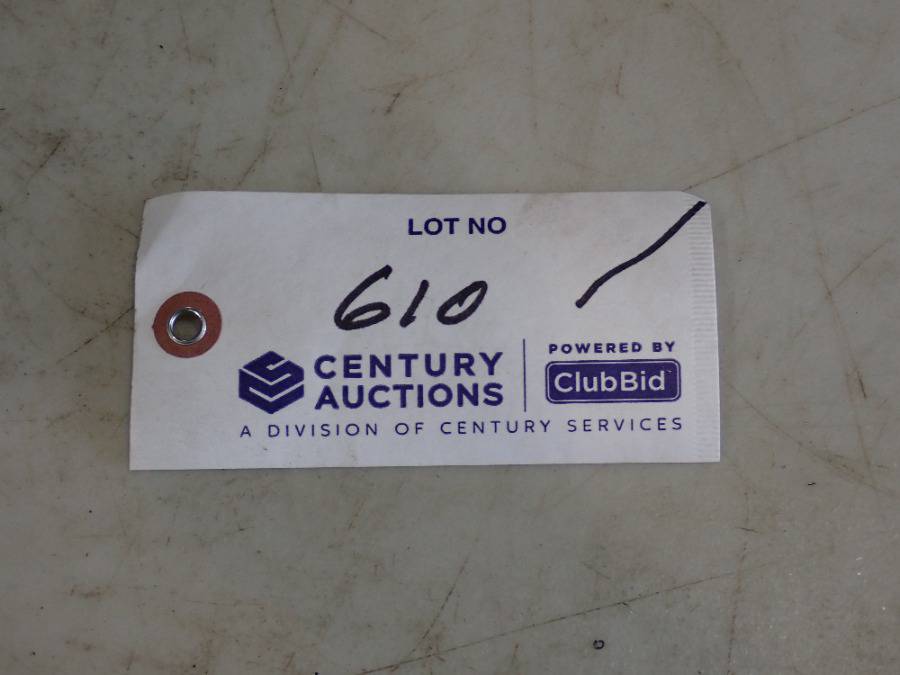 LOT NO
610
CENTURY
AUCTIONS
POWERED BY
ClubBid
A DIVISION OF CENTURY SERVICES